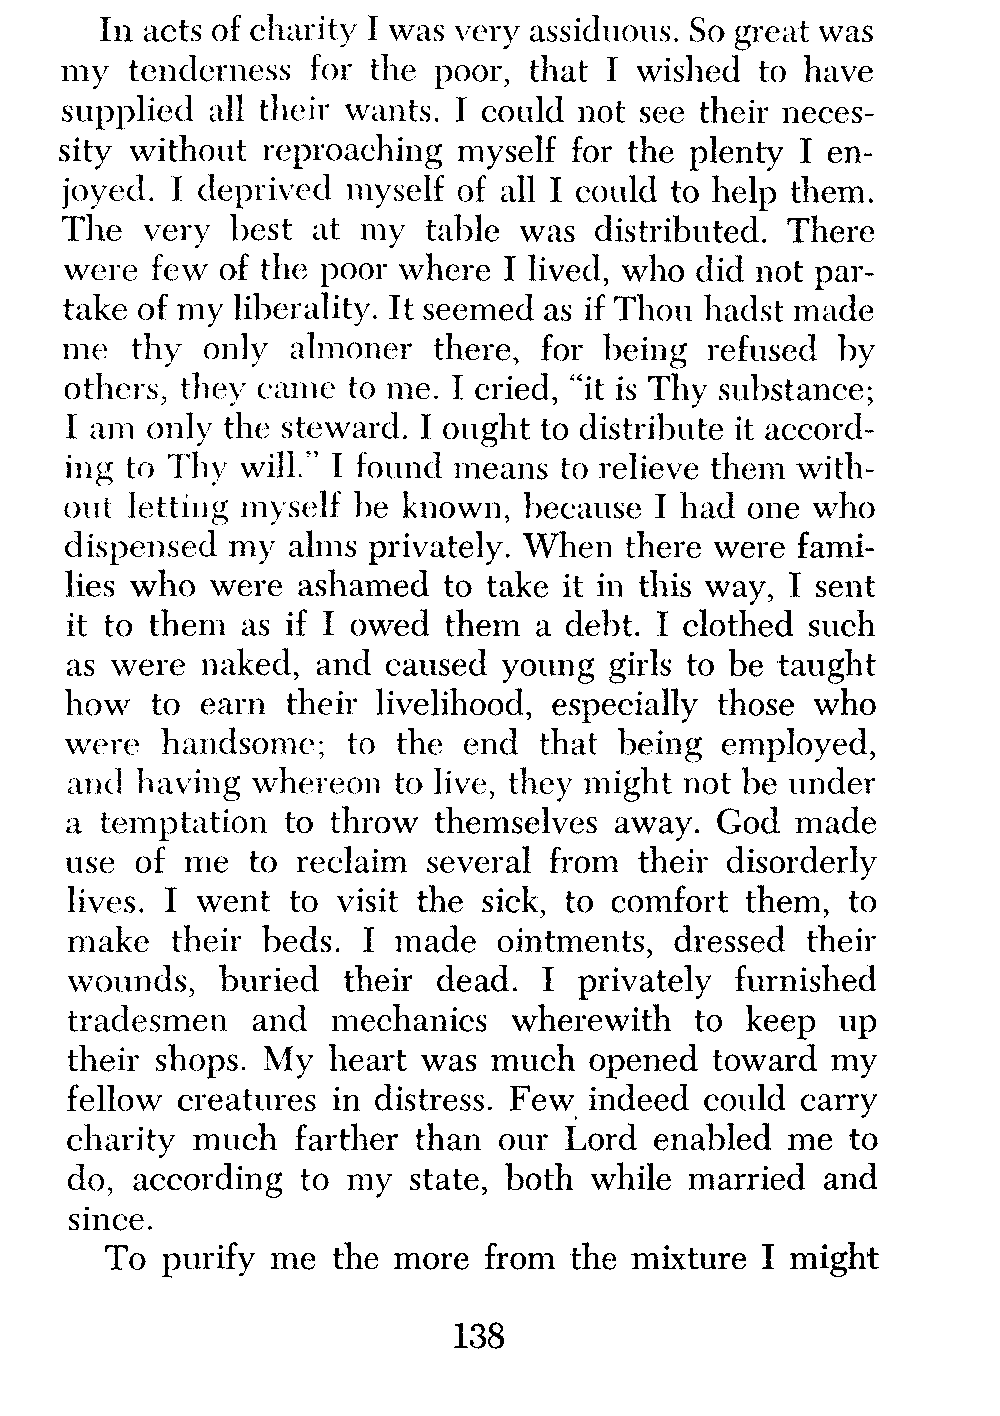 In acts of charity I was very assiduous. So great was
my tenderness for the poor, that I wished to have
supplied all their wants. I could not see their neces-
sity without reproaching myself for the plenty I en-
joyed. I deprived myself of all I could to help them.
The very best at my table was distributed. There
were few of the poor where I lived, who did not par-
take of my liberality. It seemed as if Thou hadst made
me thy only almoner there, for being refused by
others, they came to me. I cried, “it is Thy substance;
I am only the steward. I ought to distribute it accord-
ing to Thy will.” I found means to relieve them with-
out letting myself be known, because I had one who
dispensed my alms privately. When there were fami-
lies who were ashamed to take it in this way, I sent
it to them as if I owed them a debt. I clothed such
as were naked, and caused young girls to be taught
how to earn their livelihood, especially those who
were handsome; to the end that being employed,
and having whereon to live, they might not be under
a temptation to throw themselves away. God made
use of me to reclaim several from their disorderly
lives. I went to visit the sick, to comfort them, to
make their beds. I made ointments, dressed their
wounds, buried their dead. I privately furnished
tradesmen and mechanics wherewith to keep up
their shops. My heart was much opened toward my
fellow creatures in distress. Few indeed could carry
charity much farther than our Lord enabled me to
do, according to my state, both while married and
since.
To purify me the more from the mixture I might
138